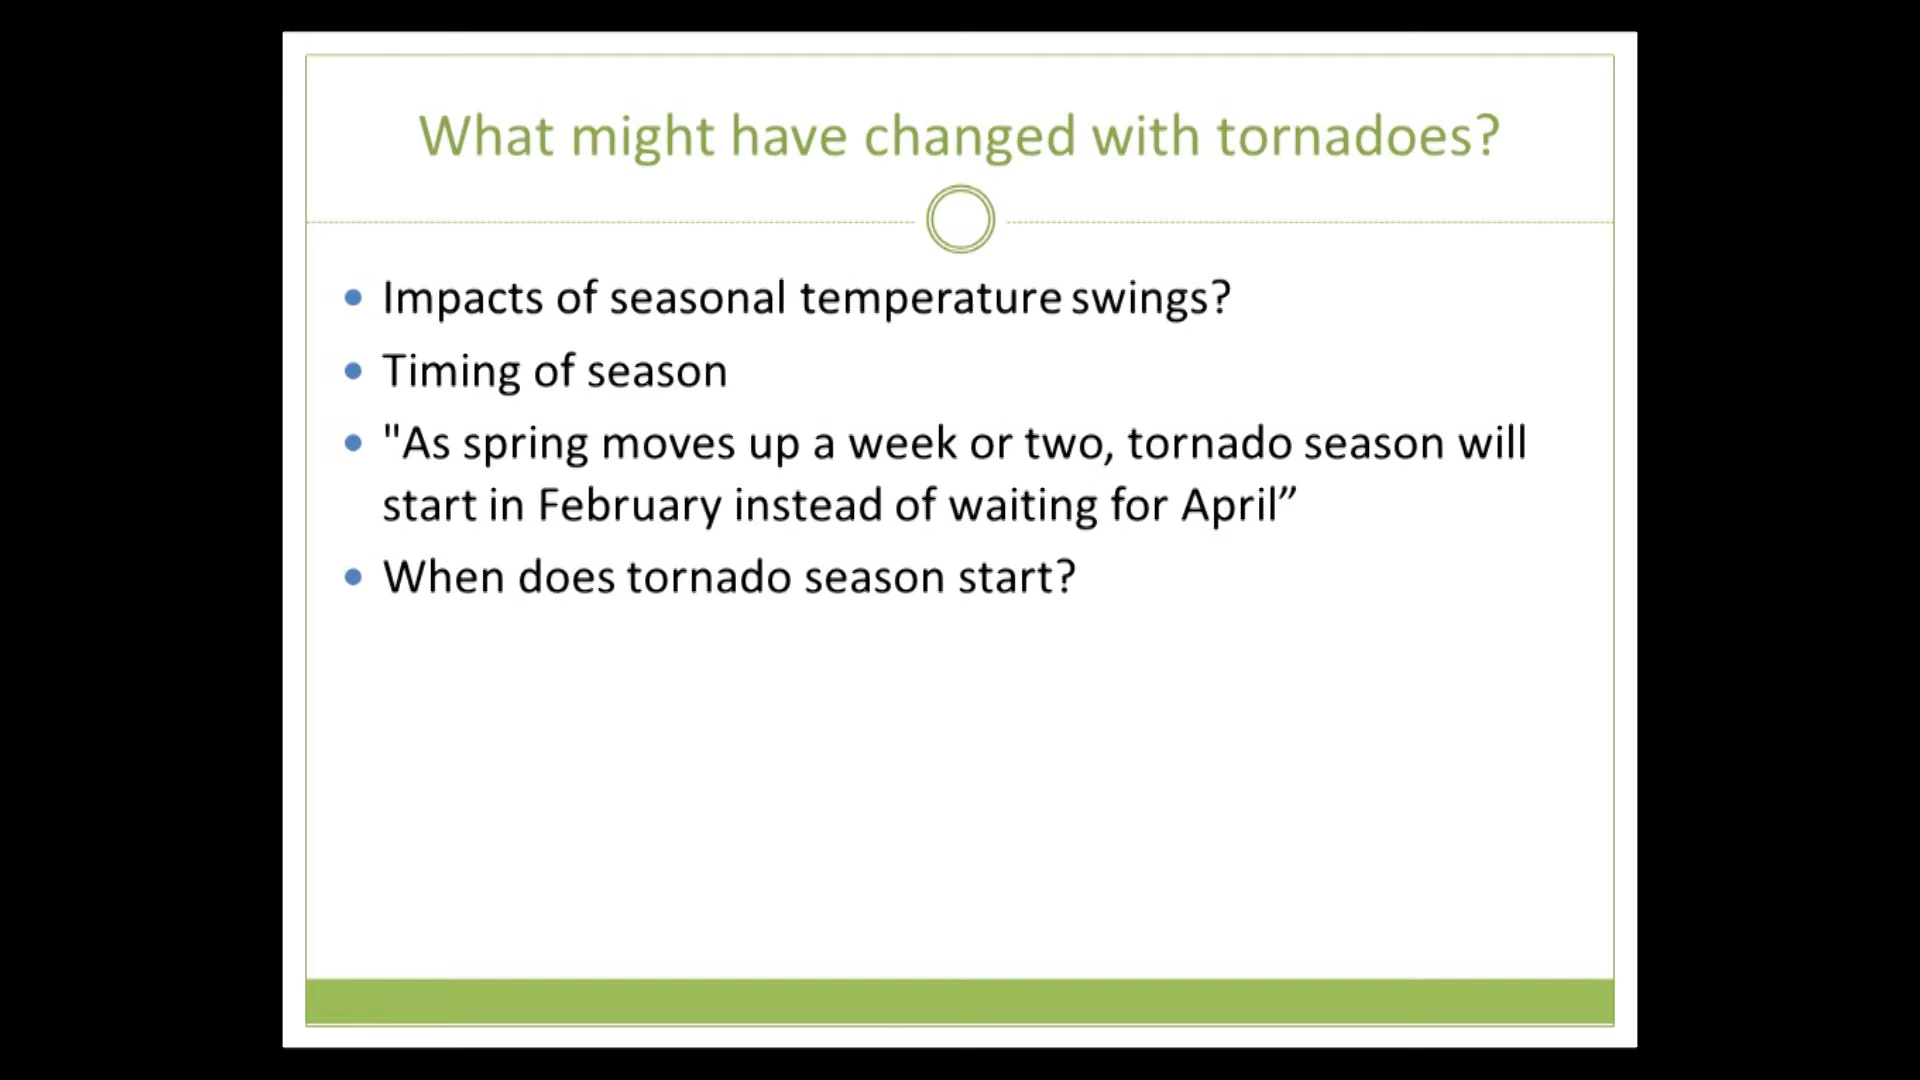 What might have changed with tornadoes?
Impacts of seasonal temperature swings?
Timing of season
"As spring moves up a week or two, tornado season will
start in February instead of waiting for April”
When does tornado season start?